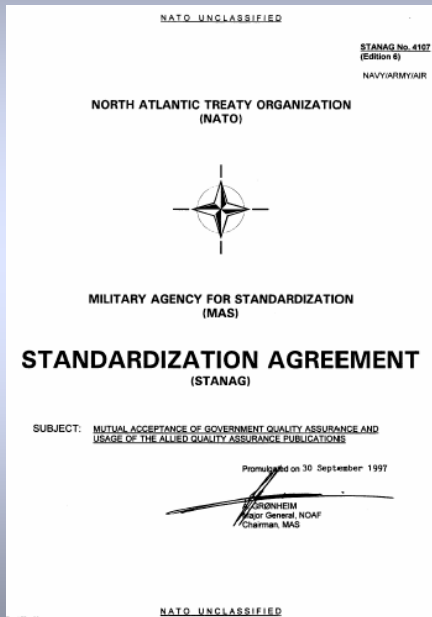 NATO UNCLASSIFIED
STANAG No. 4107
(Edition 6)
NAVY/ARMY/AIR
NORTH ATLANTIC TREATY ORGANIZATION
(NATO)
MILITARY AGENCY FOR STANDARDIZATION
(MAS)
STANDARDIZATION AGREEMENT
(STANAG)
SUBJECT: MUTUAL ACCEPTANCE OF GOVERNMENT QUALITY ASSURANCE AND
USAGE OF THE ALLIED QUALITY ASSURANCE PUBLICATIONS
Promulgated on 30 September 1997
GRØNHEIM
Major General, NOAF
Chairman, MAS
NATO UNCLASSIFIED